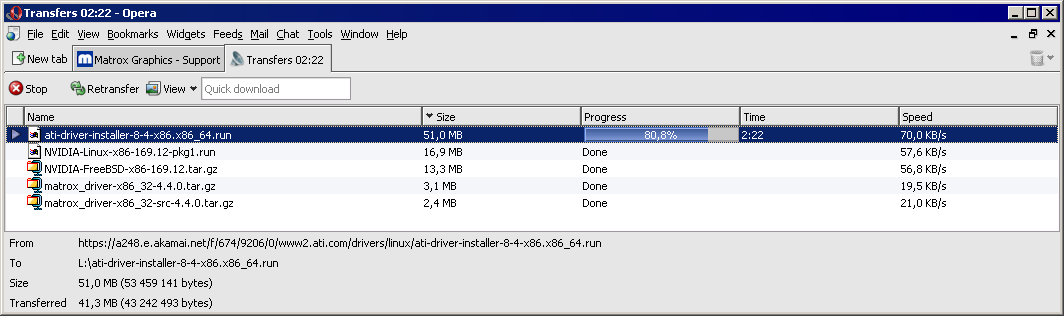 Transfers 02:22 - Opera
File Edit View Bookmarks Widgets Feeds Mail Chat Tools Window Help
New tab Matrox Graphics - Support Transfers 02:22
Stop Retransfer View Quick download
Name Size Progress Time Speed
ati-driver-installer-8-4-x86.x86_64.run 51,0 MB 80,8% 2:22 70,0 KB/s
NVIDIA-Linux-x86-169.12-pkg1.run 16,9 MB Done 57,6 KB/s
NVIDIA-FreeBSD-x86-169.12.tar.gz 13,3 MB Done 56,8 KB/s
matrox_driver-x86_32-4.4.0.tar.gz 3,1 MB Done 19,5 KB/s
matrox_driver-x86_32-src-4.4.0.tar.gz 2,4 MB Done 21,0 KB/s
From https://a248.e.akamai.net/f/674/9206/0/www2.ati.com/drivers/linux/ati-driver-installer-8-4-x86.x86_64.run
To L:\ati-driver-installer-8-4-x86.x86_64.run
Size 51,0 MB (53 459 141 bytes)
Transferred 41,3 MB (43 242 493 bytes)